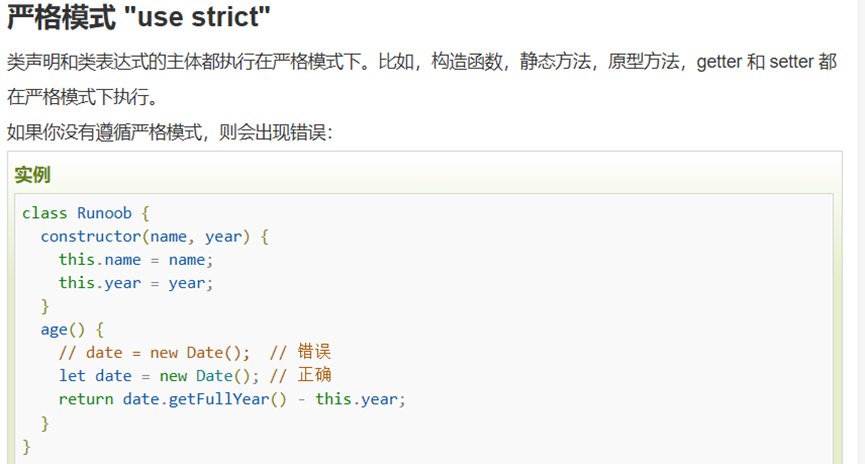 严格模式 "use strict"
类声明和类表达式的主体都执行在严格模式下。比如，构造函数，静态方法，原型方法，getter 和 setter 都
在严格模式下执行。
如果你没有遵循严格模式，则会出现错误：
实例
class Runoob {
  constructor(name, year) {
    this.name = name;
    this.year = year;
  }
  age() {
    // date = new Date();  // 错误
    let date = new Date(); // 正确
    return date.getFullYear() - this.year;
  }
}